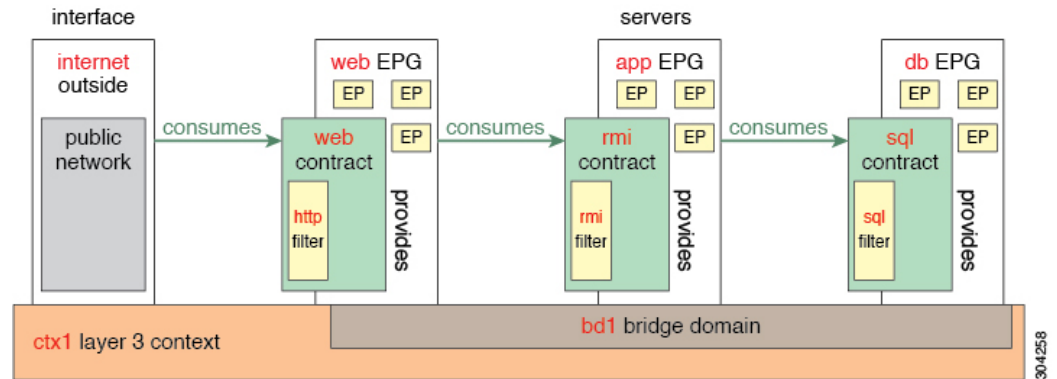 interface
servers
internet
outside
web EPG
app EPG
db EPG
EP EP
EP EP
EP EP
public
network
consumes
web
contract
EP
consumes
rmi
contract
EP
consumes
sql
contract
EP
http
filter
provides
rmi
filter
provides
sql
filter
provides
bd1 bridge domain
ctx1 layer 3 context
304258